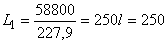 L₁ = 58800 / 227,9 = 250l = 250